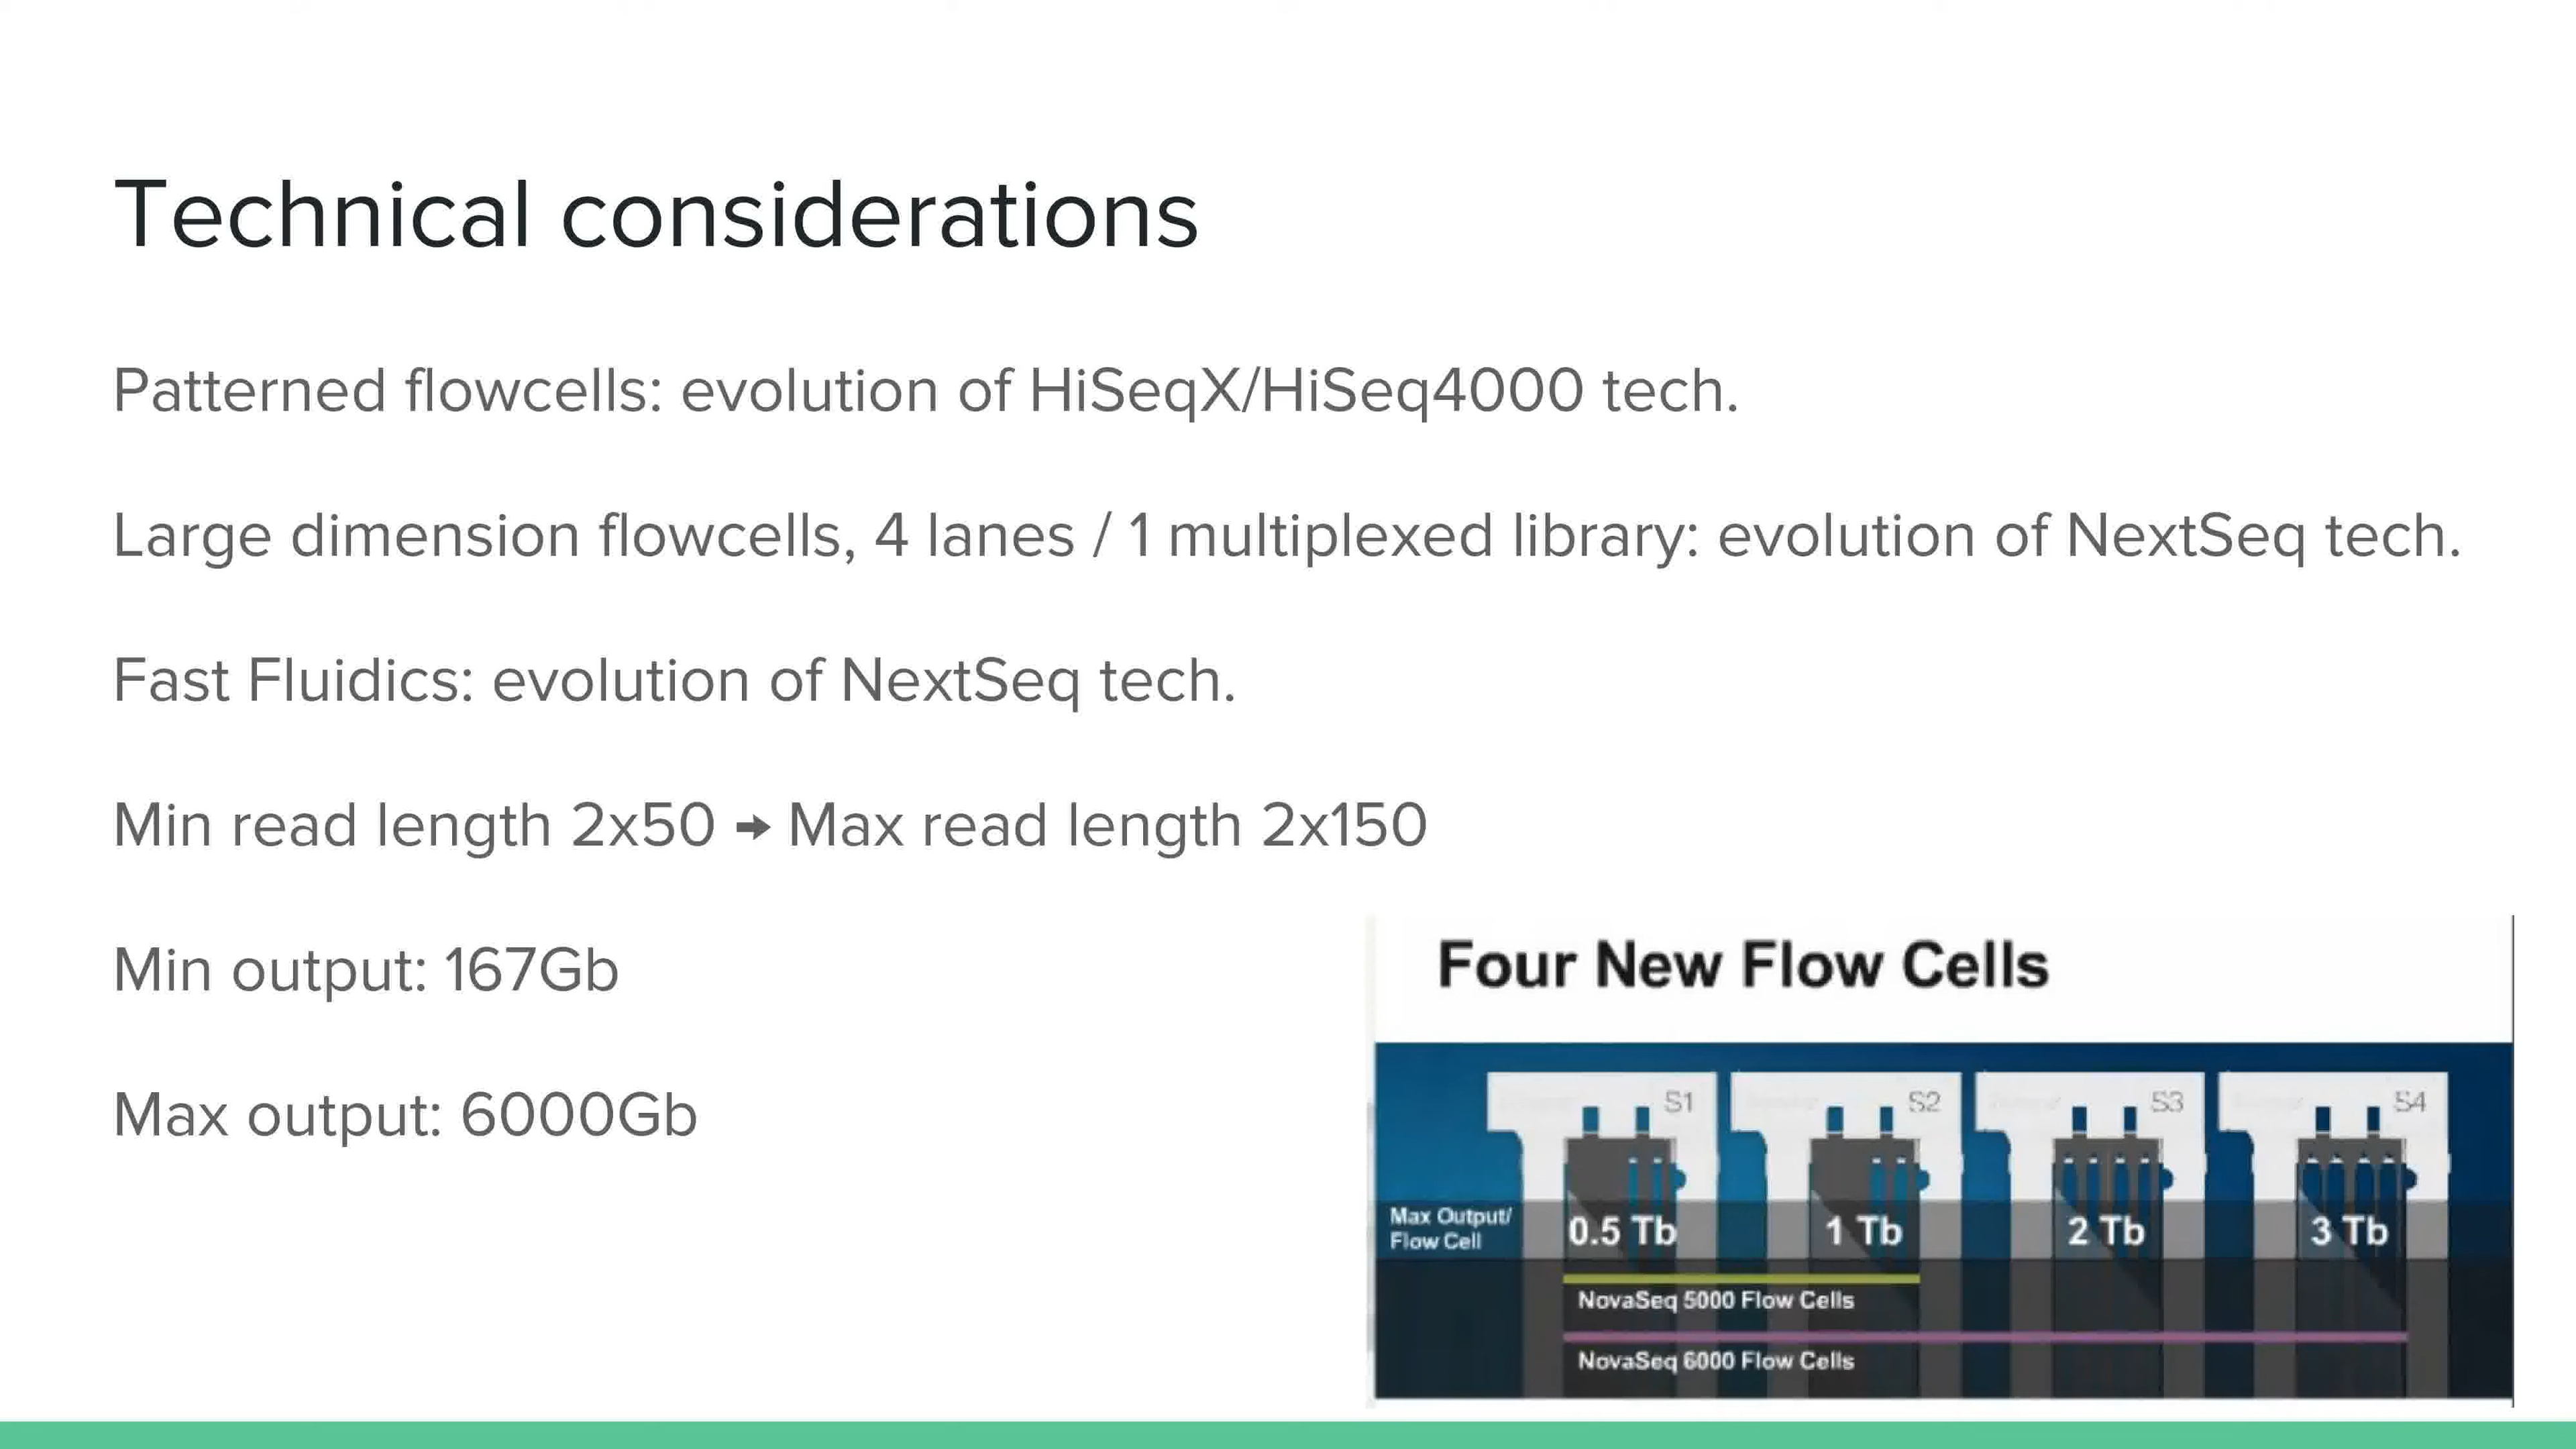 Technical considerations
Patterned flowcells: evolution of HiSeqX/HiSeq4000 tech.
Large dimension flowcells, 4 lanes / 1 multiplexed library: evolution of NextSeq tech.
Fast Fluidics: evolution of NextSeq tech.
Min read length 2x50 → Max read length 2x150
Min output: 167Gb
Max output: 6000Gb
Four New Flow Cells
S1 S2 S3 S4
Max Output/
Flow Cell
0.5 Tb 1 Tb 2 Tb 3 Tb
NovaSeq 5000 Flow Cells
NovaSeq 6000 Flow Cells